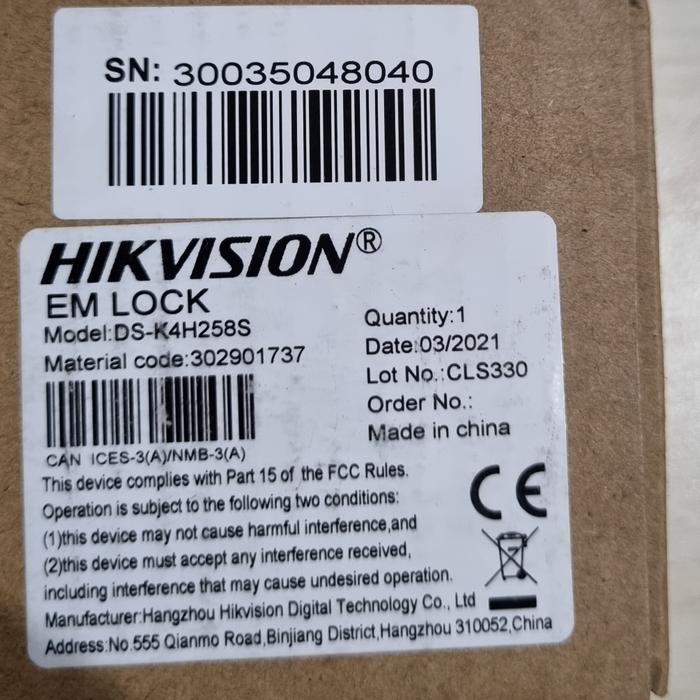 SN: 30035048040
HIKVISION®
EM LOCK
Model:DS-K4H258S
Material code:302901737
Quantity:1
Date:03/2021
Lot No.:CLS330
Order No.:
Made in china
CAN ICES-3(A)/NMB-3(A)
This device complies with Part 15 of the FCC Rules.
Operation is subject to the following two conditions:
(1)this device may not cause harmful interference,and
(2)this device must accept any interference received,
including interference that may cause undesired operation.
Manufacturer:Hangzhou Hikvision Digital Technology Co., Ltd
Address:No.555 Qianmo Road,Binjiang District,Hangzhou 310052,China
CE